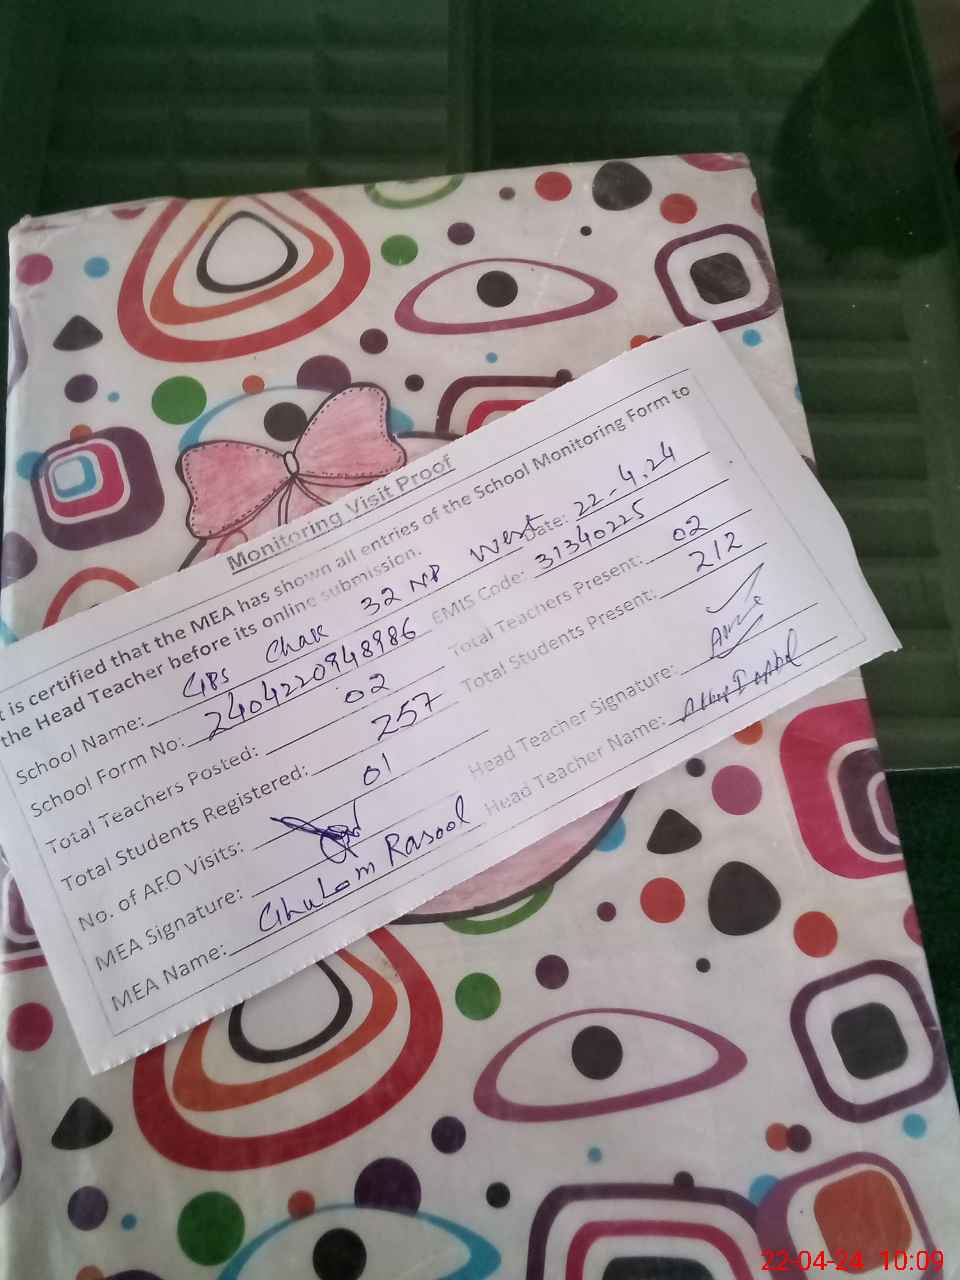 Monitoring Visit Proof
t is certified that the MEA has shown all entries of the School Monitoring Form to
the Head Teacher before its online submission.
School Name: GPS Chak 32 NP West Date: 22-4.24
School Form No: 2404220948986 EMIS Code: 31340225
Total Teachers Posted: 02 Total Teachers Present: 02
Total Students Registered: 257 Total Students Present: 212
No. of AFO Visits: 01
MEA Signature: Head Teacher Signature:
MEA Name: Ghulam Rasool Head Teacher Name:
22-04-24 10:09